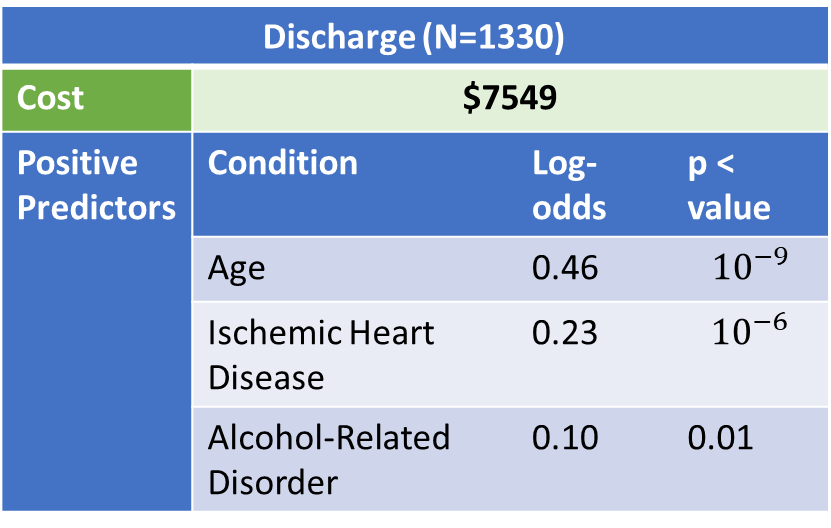 Discharge (N=1330)
Cost $7549
Positive Predictors Condition Log-odds p < value
Age 0.46 10⁻⁹
Ischemic Heart Disease 0.23 10⁻⁶
Alcohol-Related Disorder 0.10 0.01